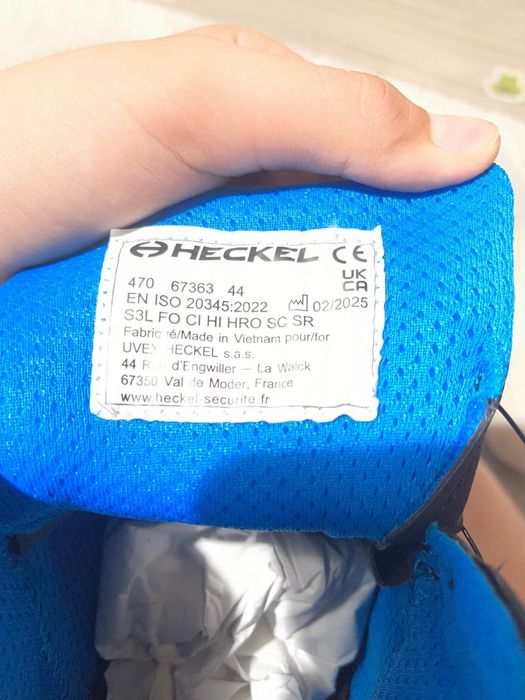 HECKEL CE
470 67363 44 UK CA
EN ISO 20345:2022 02/2025
S3L FO CI HI HRO SC SR
Fabriqué/Made in Vietnam pour/for
UVEX HECKEL s.a.s.
44 Rue d'Engwiller – La Walck
67350 Val de Moder, France
www.heckel-securite.fr